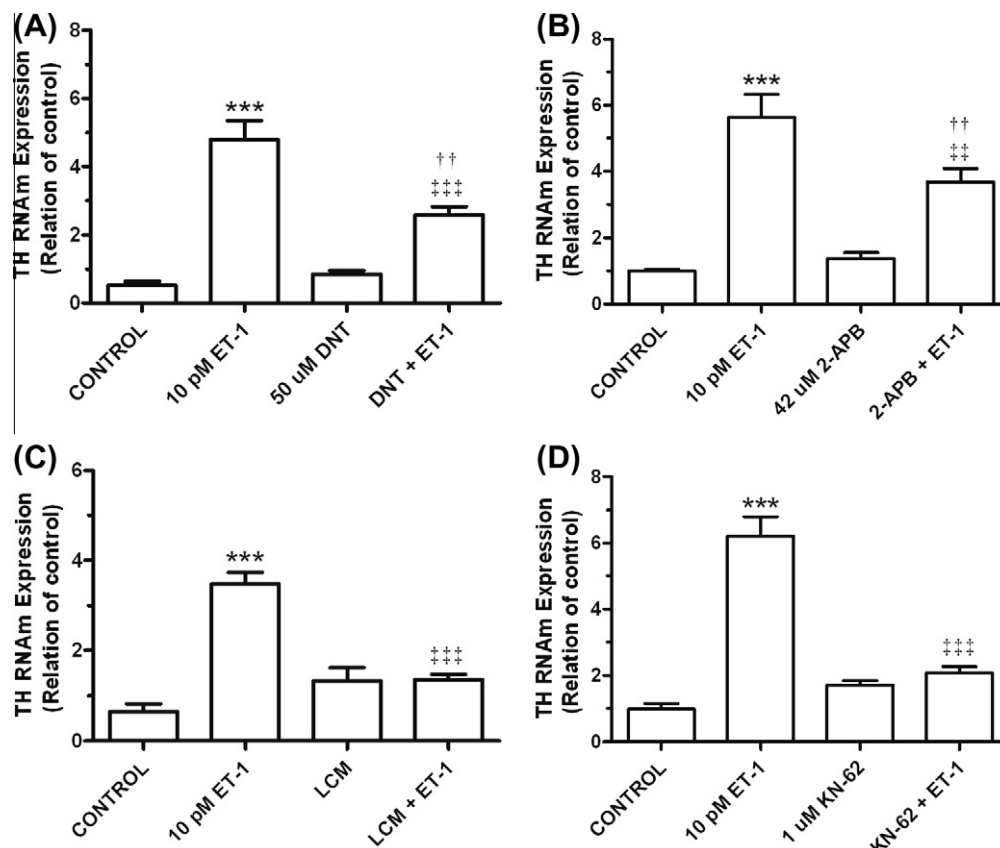 (A)
TH RNAm Expression
(Relation of control)
8
6
4
2
0
***
††
‡‡‡
CONTROL
10 pM ET-1
50 uM DNT
DNT + ET-1
(B)
TH RNAm Expression
(Relation of control)
8
6
4
2
0
***
††
‡‡
CONTROL
10 pM ET-1
42 uM 2-APB
2-APB + ET-1
(C)
TH RNAm Expression
(Relation of control)
6
4
2
0
***
‡‡‡
CONTROL
10 pM ET-1
LCM
LCM + ET-1
(D)
TH RNAm Expression
(Relation of control)
8
6
4
2
0
***
‡‡‡
CONTROL
10 pM ET-1
1 uM KN-62
KN-62 + ET-1